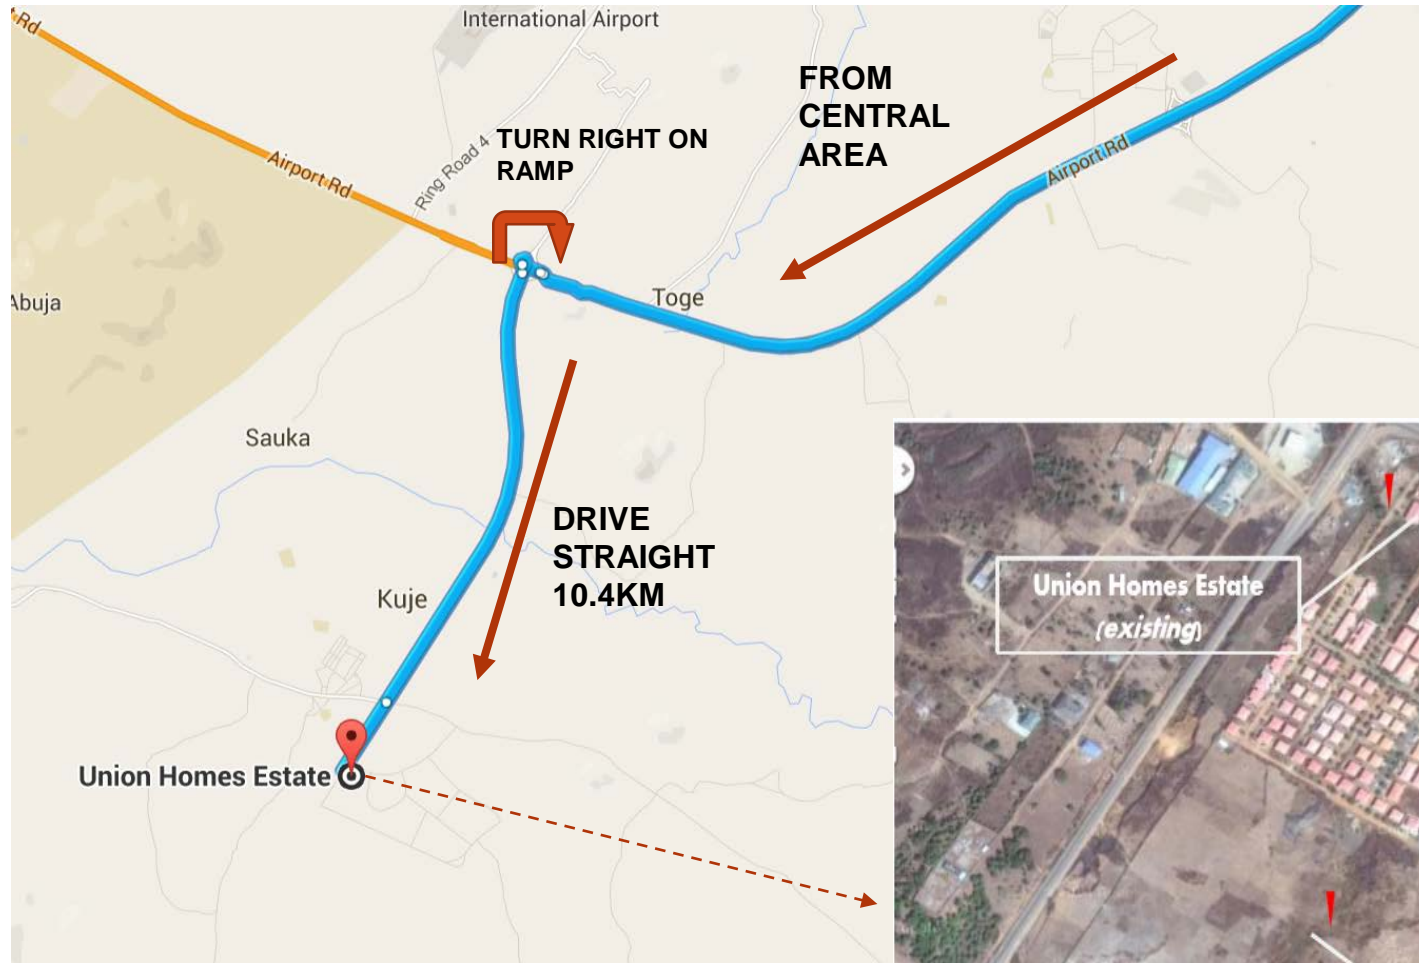 t Rd
International Airport
FROM
CENTRAL
AREA
TURN RIGHT ON
RAMP
Ring Road 4
Airport Rd
Airport Rd
Toge
Abuja
Sauka
DRIVE
STRAIGHT
10.4KM
Kuje
Union Homes Estate
Union Homes Estate
(existing)